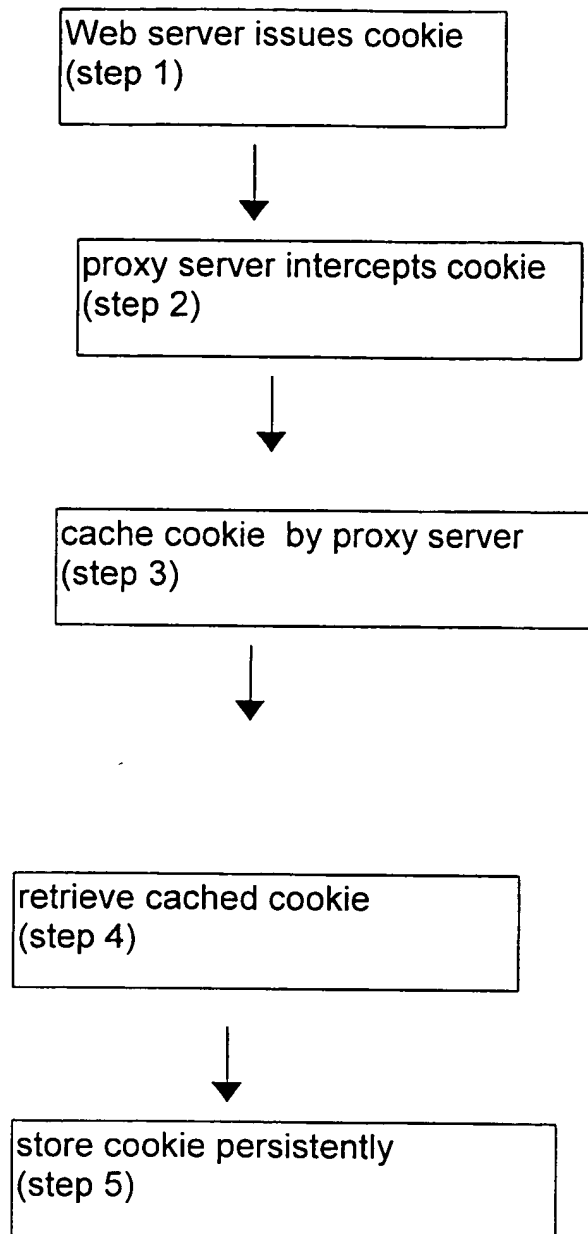 Web server issues cookie
(step 1)
proxy server intercepts cookie
(step 2)
cache cookie by proxy server
(step 3)
retrieve cached cookie
(step 4)
store cookie persistently
(step 5)